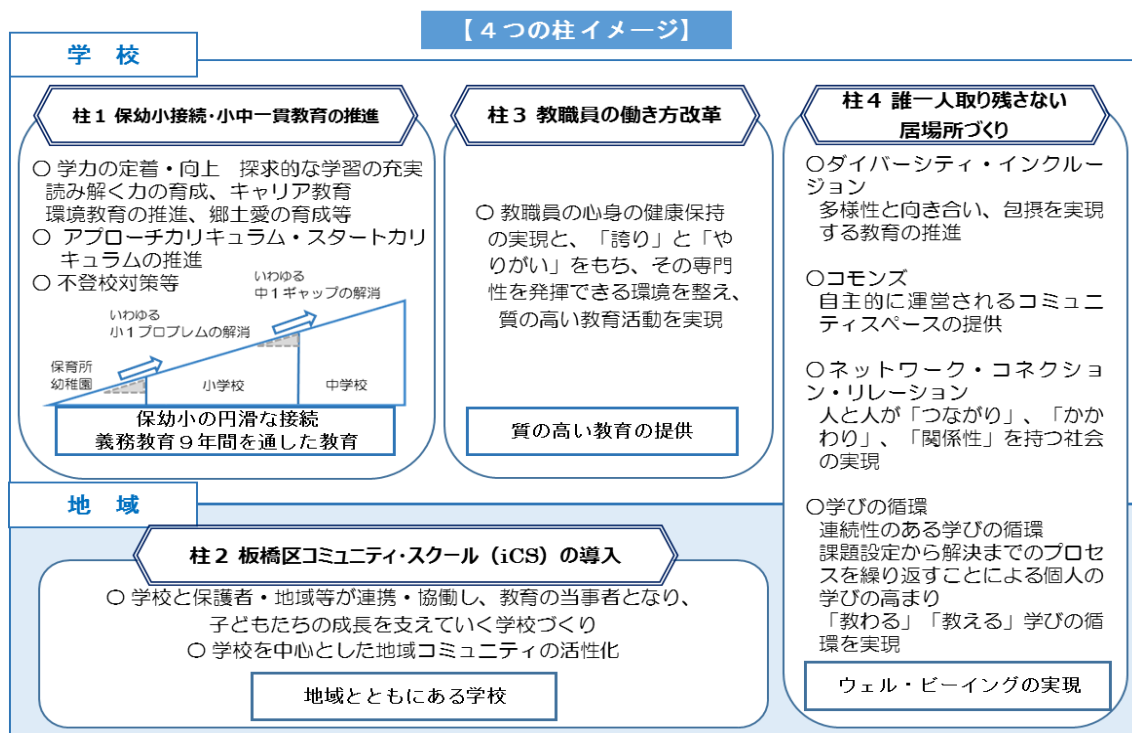 【４つの柱イメージ】
学　校
柱１ 保幼小接続・小中一貫教育の推進
○ 学力の定着・向上　探求的な学習の充実
読み解く力の育成、キャリア教育
環境教育の推進、郷土愛の育成等
○ アプローチカリキュラム・スタートカリ
キュラムの推進
○ 不登校対策等
いわゆる
中１ギャップの解消
いわゆる
小１プロブレムの解消
保育所
幼稚園
小学校
中学校
保幼小の円滑な接続
義務教育９年間を通した教育
柱３ 教職員の働き方改革
○ 教職員の心身の健康保持
の実現と、「誇り」と「や
りがい」をもち、その専門
性を発揮できる環境を整え、
質の高い教育活動を実現
質の高い教育の提供
柱４ 誰一人取り残さない
居場所づくり
○ダイバーシティ・インクルー
ジョン
多様性と向き合い、包摂を実現
する教育の推進
○コモンズ
自主的に運営されるコミュニ
ティスペースの提供
○ネットワーク・コネクショ
ン・リレーション
人と人が「つながり」、「かか
わり」、「関係性」を持つ社会
の実現
○学びの循環
連続性のある学びの循環
課題設定から解決までのプロセ
スを繰り返すことによる個人の
学びの高まり
「教わる」「教える」学びの循
環を実現
ウェル・ビーイングの実現
地　域
柱２ 板橋区コミュニティ・スクール（iCS）の導入
○ 学校と保護者・地域等が連携・協働し、教育の当事者となり、
子どもたちの成長を支えていく学校づくり
○ 学校を中心とした地域コミュニティの活性化
地域とともにある学校